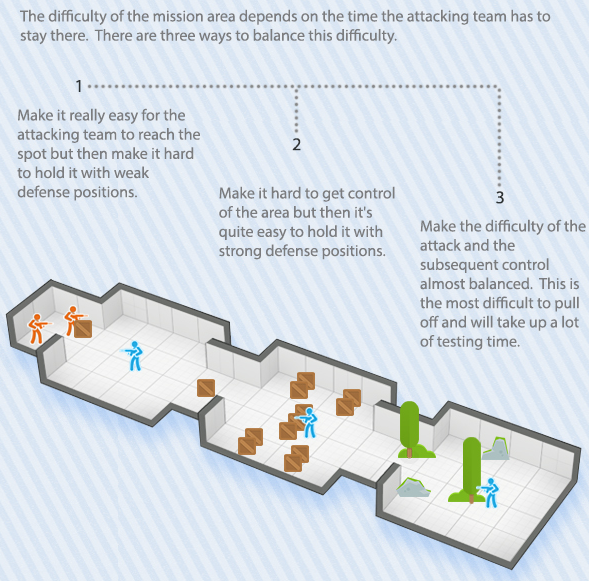 The difficulty of the mission area depends on the time the attacking team has to
stay there. There are three ways to balance this difficulty.
1
Make it really easy for the
attacking team to reach the
spot but then make it hard
to hold it with weak
defense positions.
2
Make it hard to get control
of the area but then it's
quite easy to hold it with
strong defense positions.
3
Make the difficulty of the
attack and the
subsequent control
almost balanced. This is
the most difficult to pull
off and will take up a lot
of testing time.